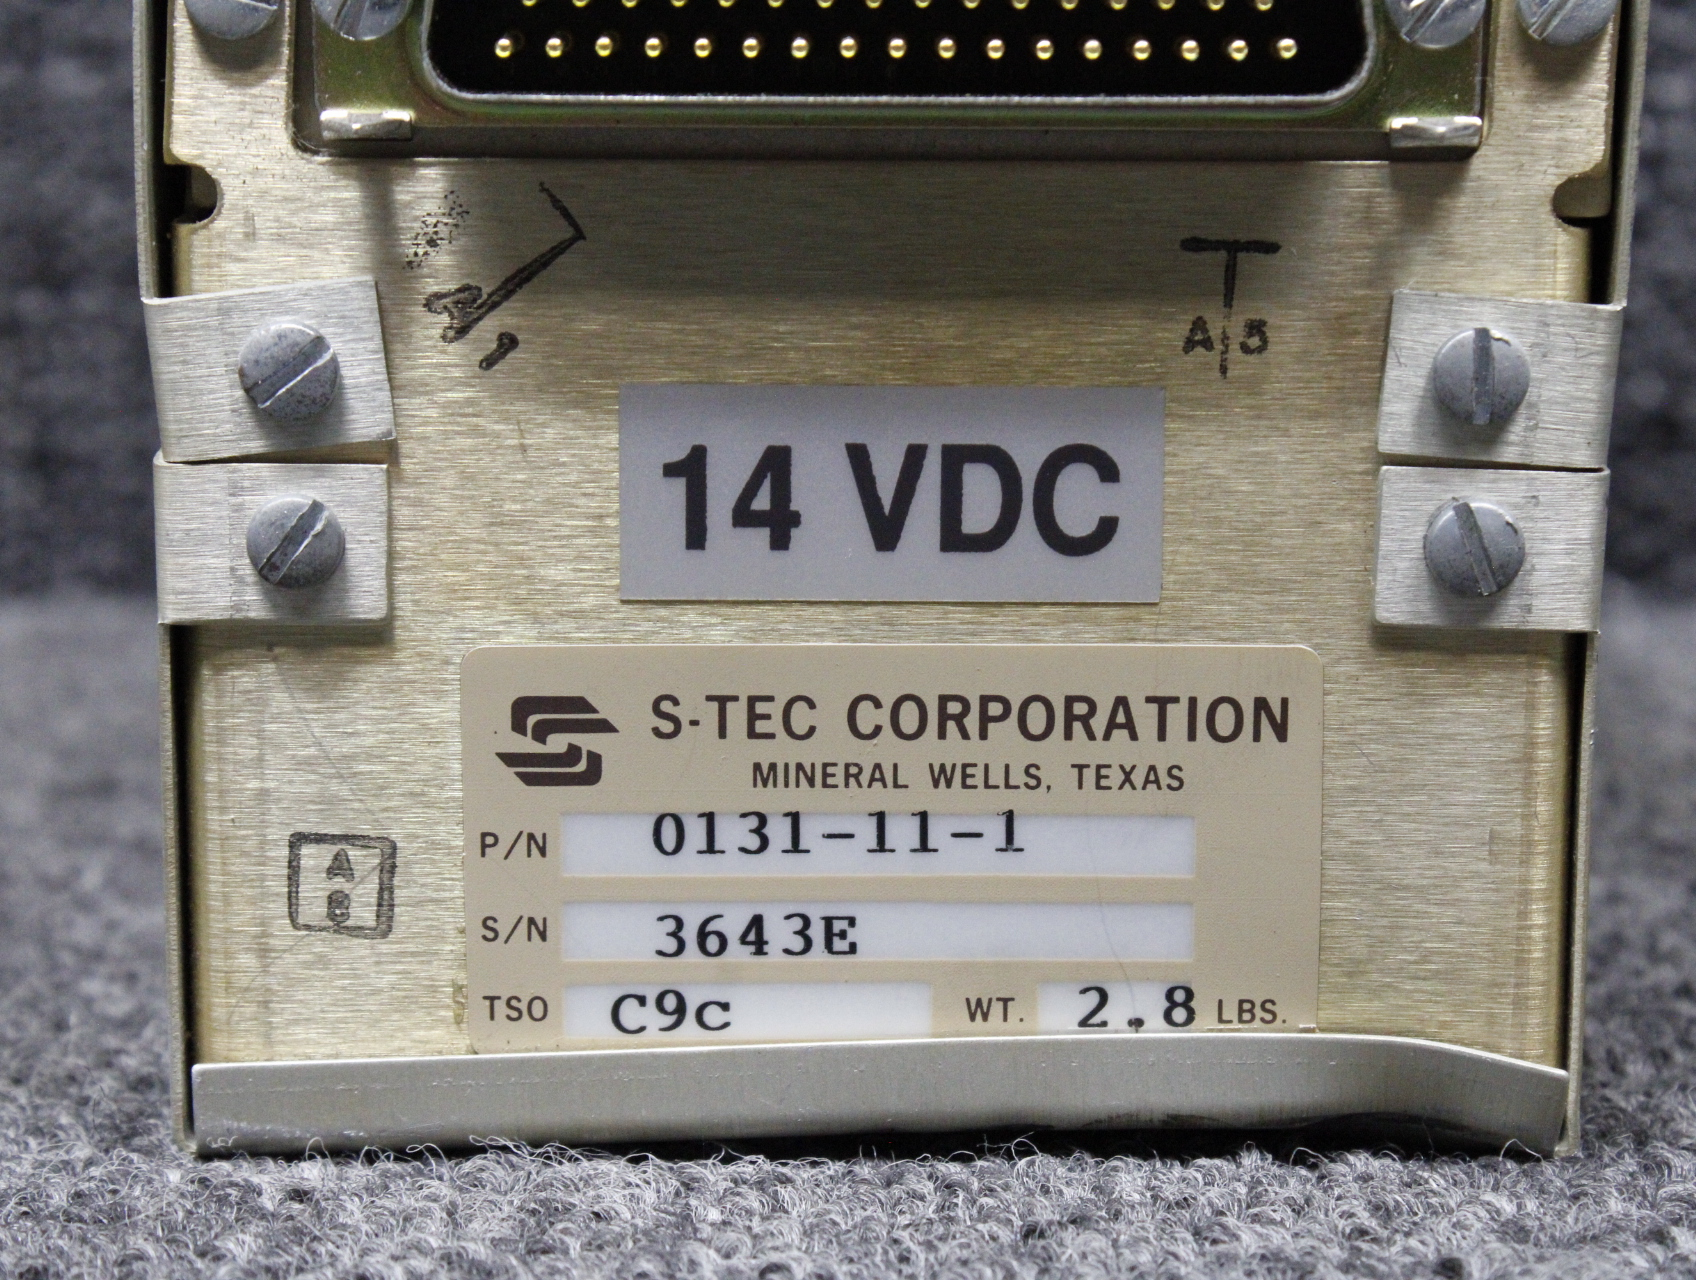 A B
14 VDC
S-TEC CORPORATION
MINERAL WELLS, TEXAS
P/N 0131-11-1
S/N 3643E
TSO C9c WT. 2.8 LBS.
A